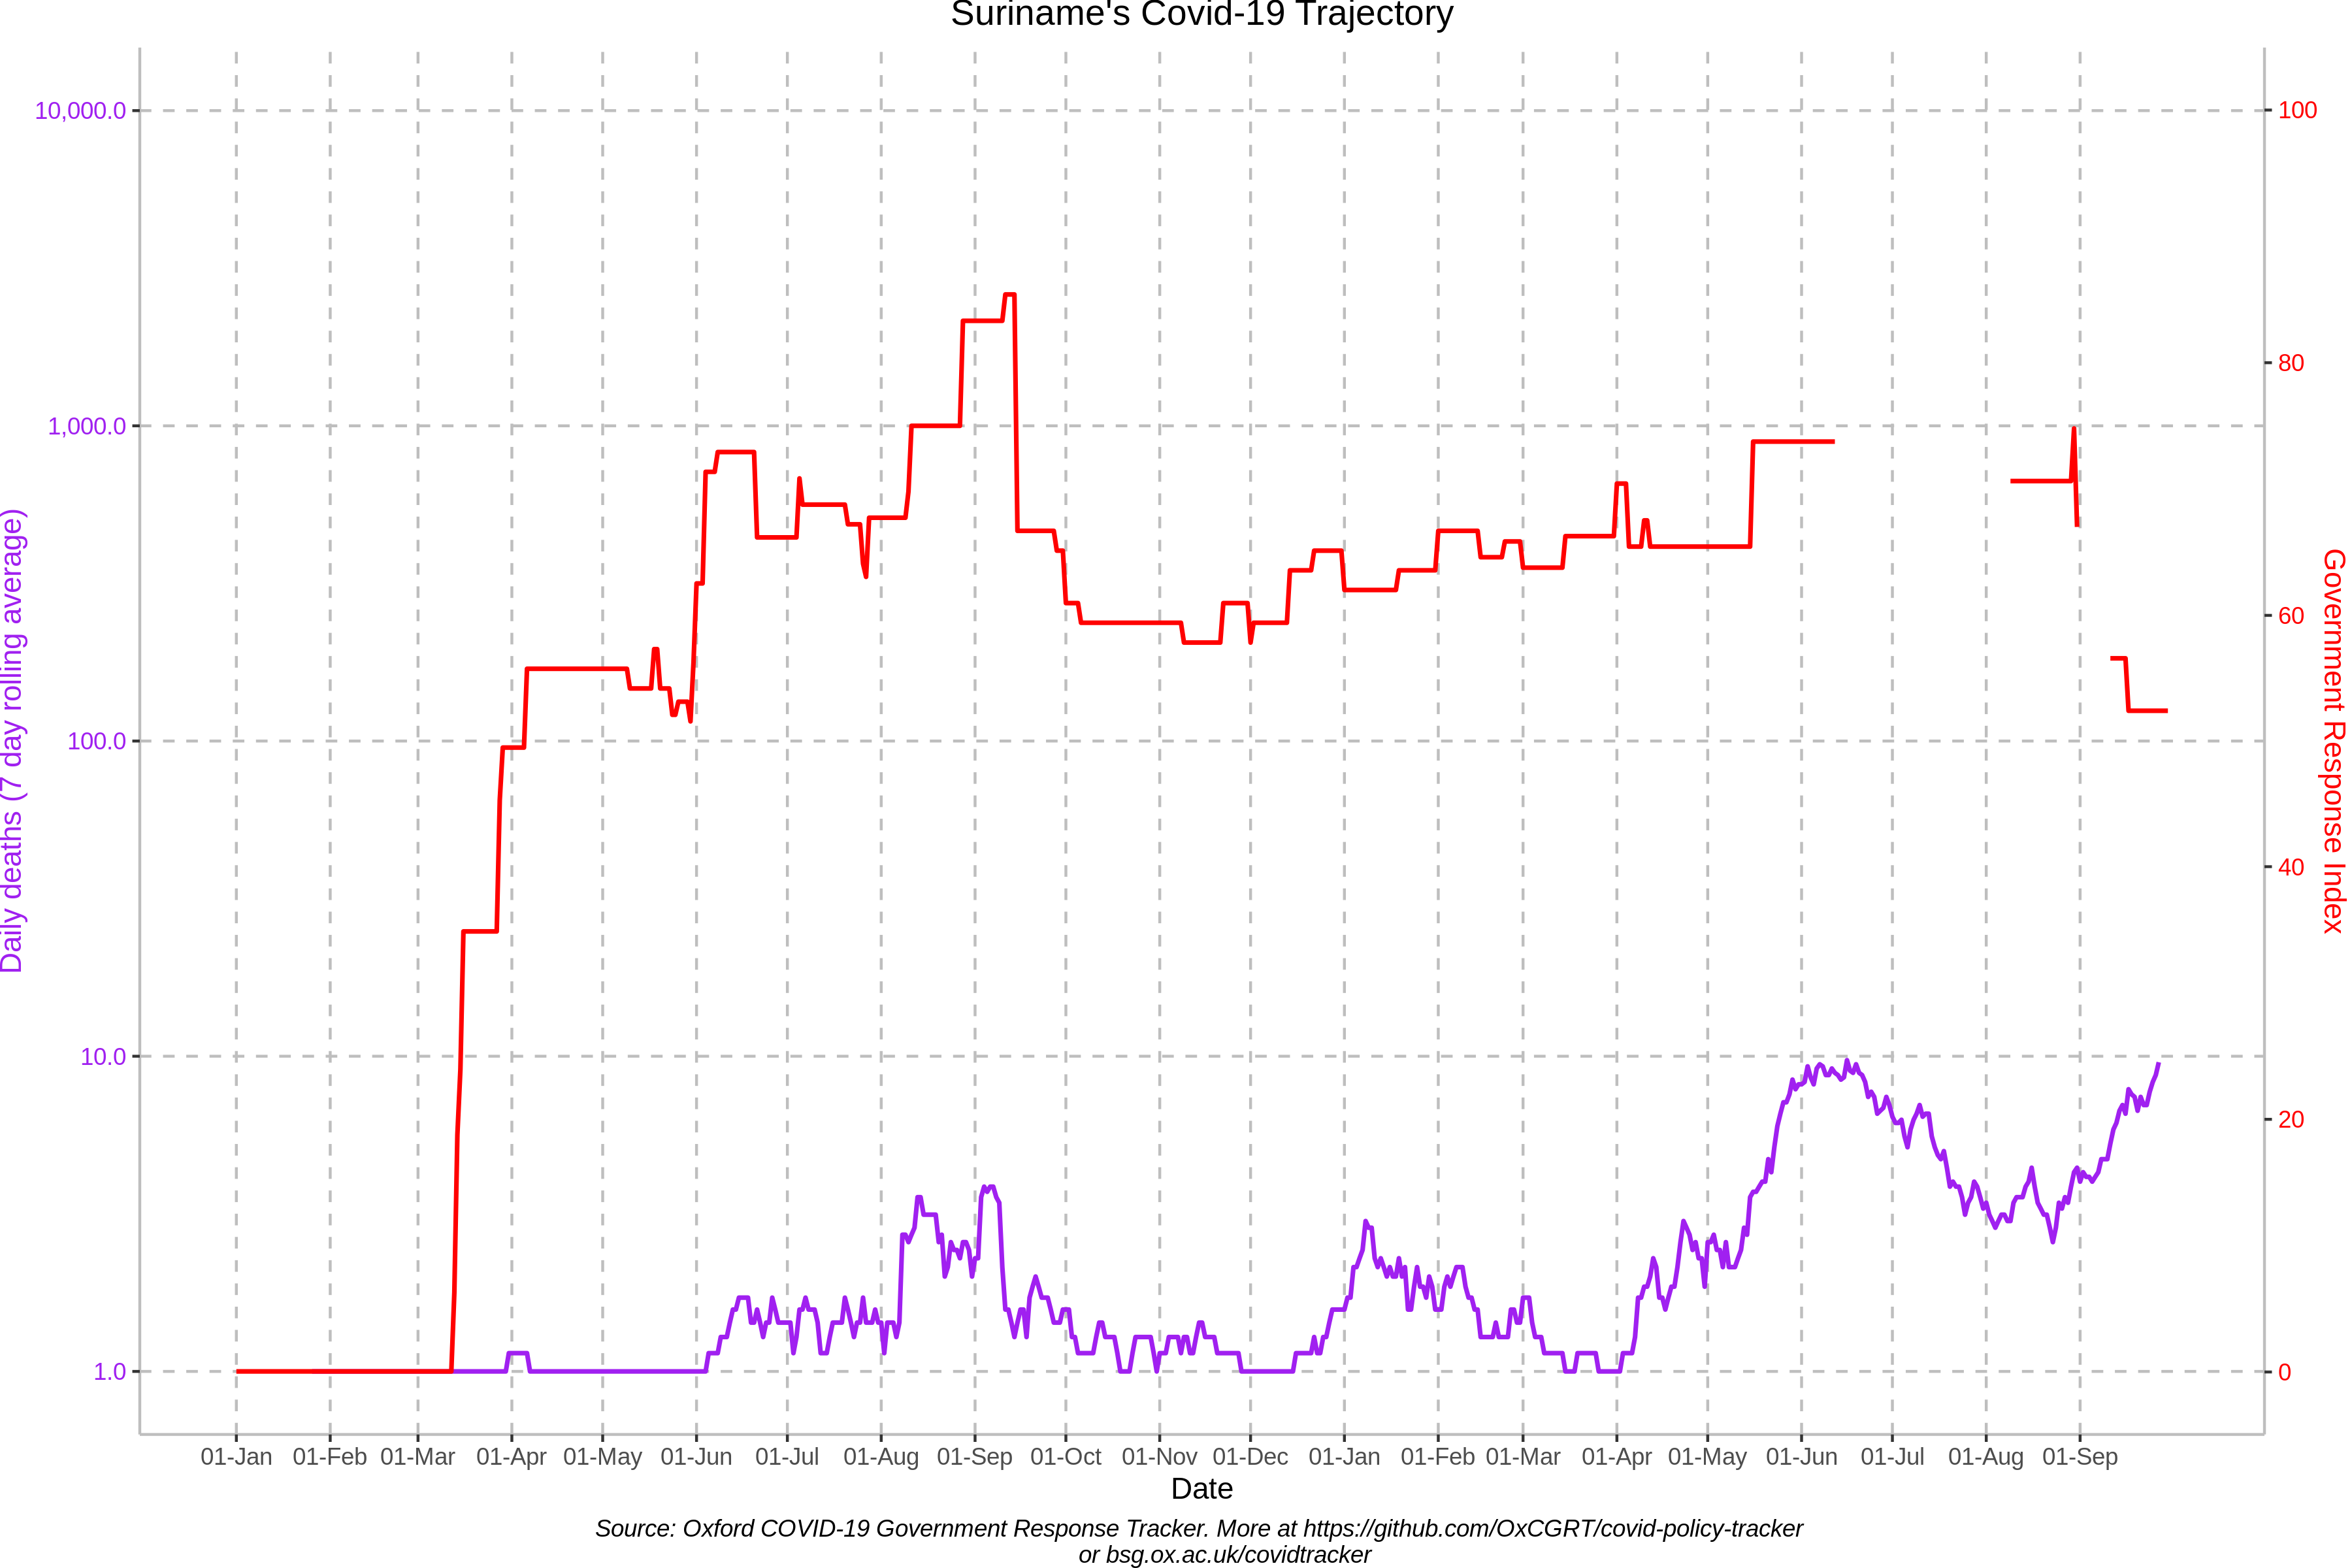 Suriname's Covid-19 Trajectory
10,000.0
1,000.0
100.0
10.0
1.0
Daily deaths (7 day rolling average)
100
80
60
40
20
0
Government Response Index
01-Jan 01-Feb 01-Mar 01-Apr 01-May 01-Jun 01-Jul 01-Aug 01-Sep 01-Oct 01-Nov 01-Dec 01-Jan 01-Feb 01-Mar 01-Apr 01-May 01-Jun 01-Jul 01-Aug 01-Sep
Date
Source: Oxford COVID-19 Government Response Tracker. More at https://github.com/OxCGRT/covid-policy-tracker
or bsg.ox.ac.uk/covidtracker